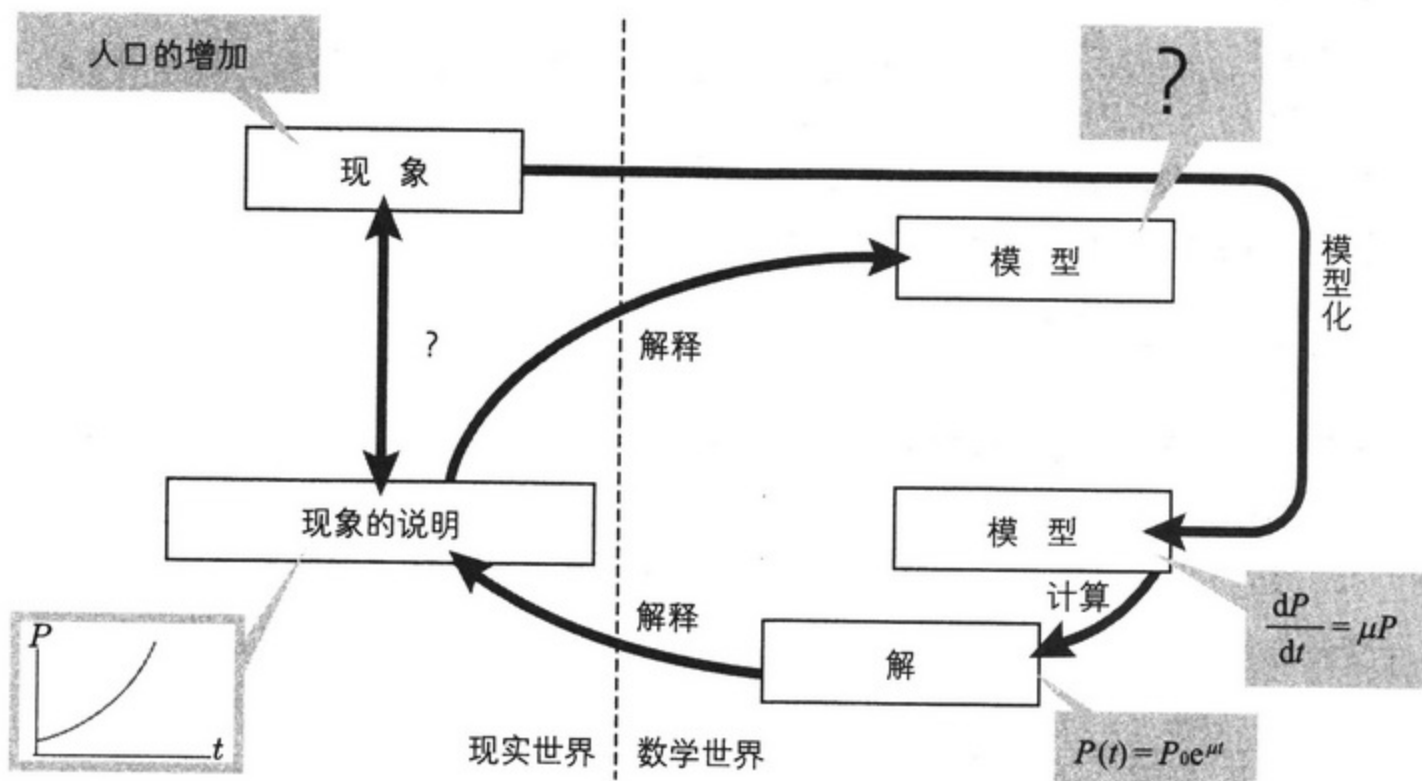 人口的增加
?
现 象
模 型
模型化
?
解释
现象的说明
模 型
计算
dP/dt = μP
解释
解
P
t
现实世界
数学世界
P(t) = P₀e^{μt}